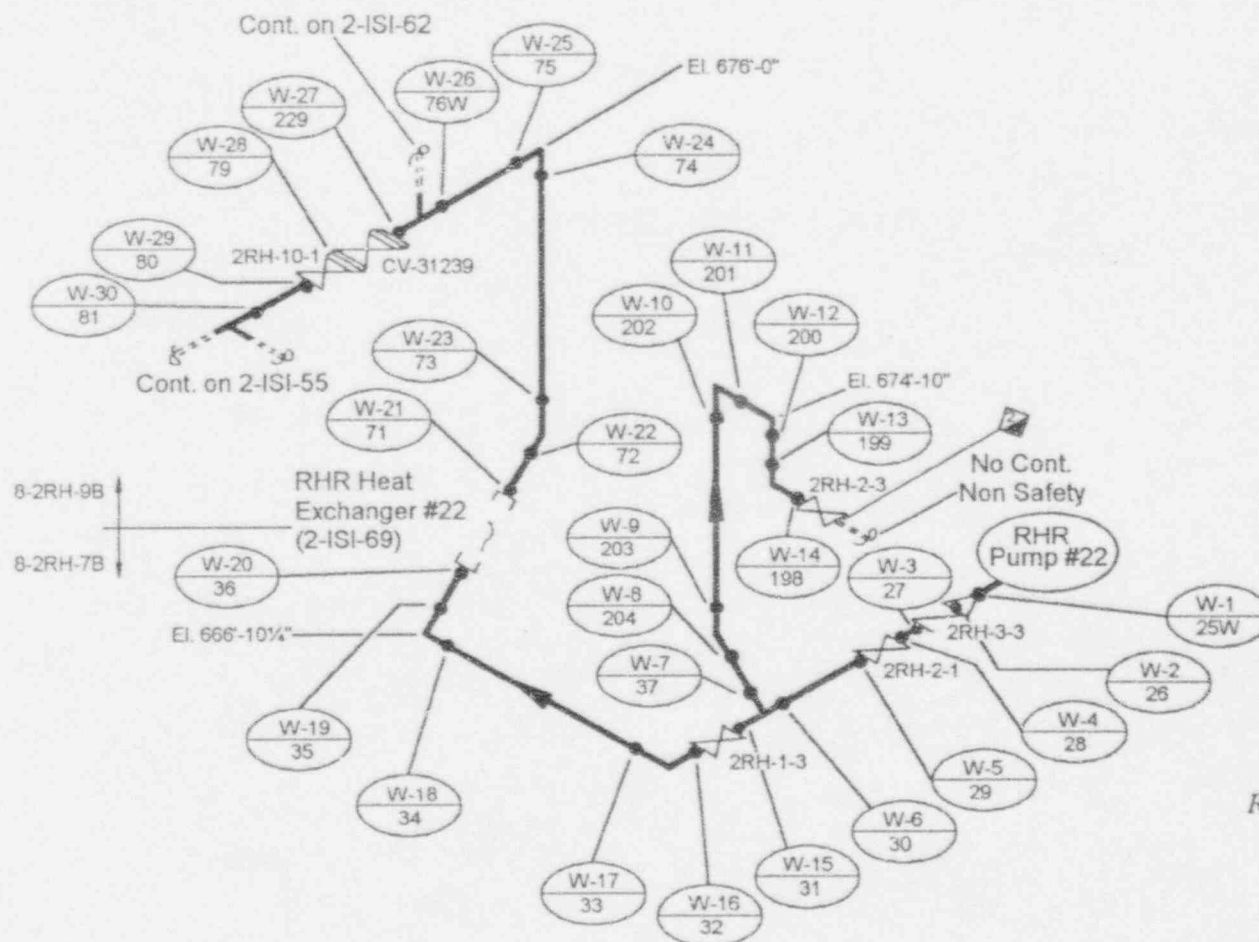 Cont. on 2-ISI-62
W-25
75
El. 676'-0"
W-26
76W
W-27
229
W-24
74
W-28
79
W-29
80
2RH-10-1
CV-31239
W-11
201
W-30
81
W-10
202
W-12
200
W-23
73
Cont. on 2-ISI-55
El. 674'-10"
W-21
71
W-13
199
W-22
72
2RH-2-3
No Cont.
Non Safety
8-2RH-9B
RHR Heat
Exchanger #22
(2-ISI-69)
8-2RH-7B
W-9
203
W-14
198
RHR
Pump #22
W-20
36
W-3
27
W-8
204
W-1
25W
El. 666'-10¼"
2RH-3-3
W-7
37
2RH-2-1
W-2
26
W-19
35
W-4
28
2RH-1-3
W-5
29
W-18
34
W-6
30
W-17
33
W-16
32
W-15
31
R